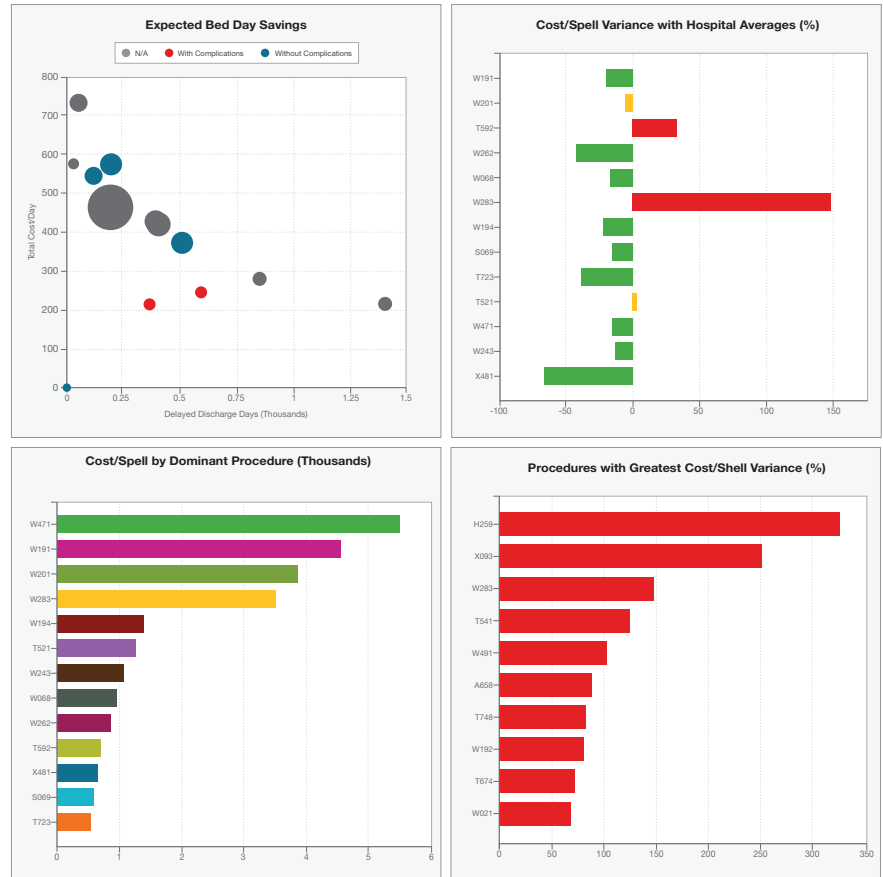 Expected Bed Day Savings
N/A With Complications Without Complications
800
700
600
500
400
300
200
100
0
Total Cost/Day
0 0.25 0.5 0.75 1 1.25 1.5
Delayed Discharge Days (Thousands)
Cost/Spell Variance with Hospital Averages (%)
W191
W201
T592
W262
W068
W283
W194
S069
T723
T521
W471
W243
X481
-100 -50 0 50 100 150
Cost/Spell by Dominant Procedure (Thousands)
W471
W191
W201
W283
W194
T521
W243
W068
W262
T592
X481
S069
T723
0 1 2 3 4 5 6
Procedures with Greatest Cost/Shell Variance (%)
H259
X093
W283
T541
W491
A658
T748
W192
T674
W021
0 50 100 150 200 250 300 350